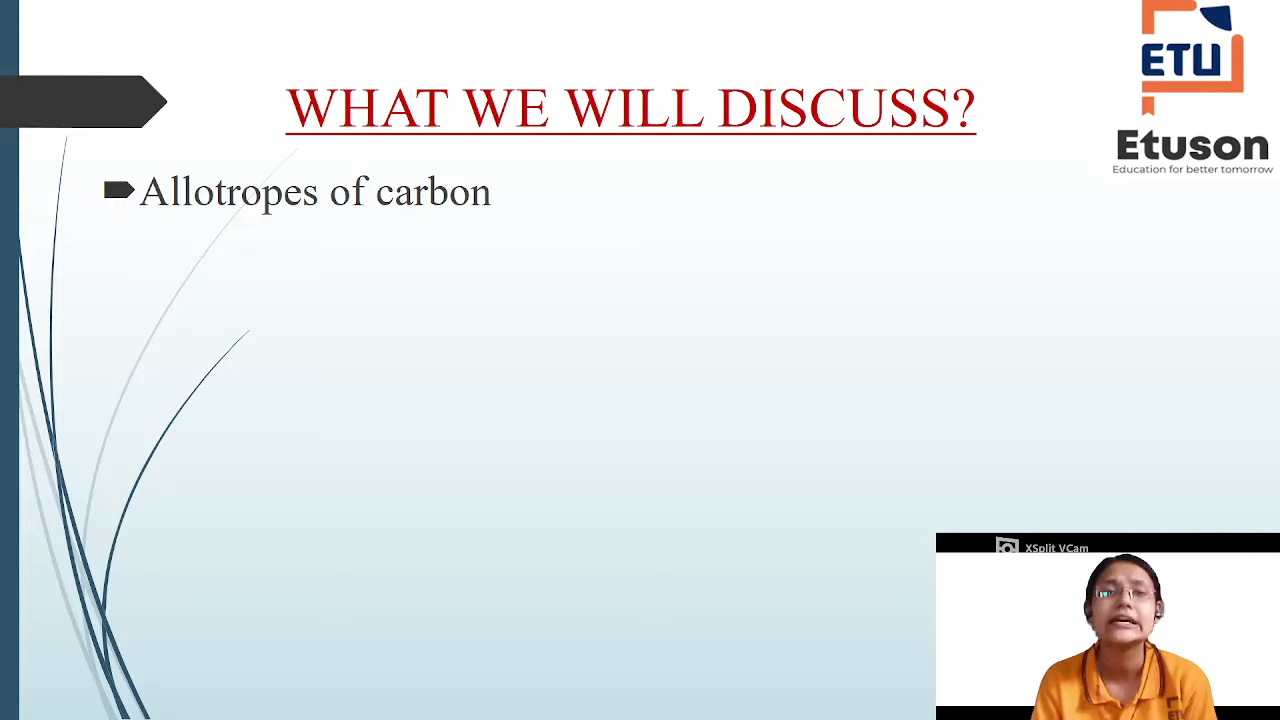 ETU
WHAT WE WILL DISCUSS?
Etuson
Education for better tomorrow
Allotropes of carbon
XSplit VCam